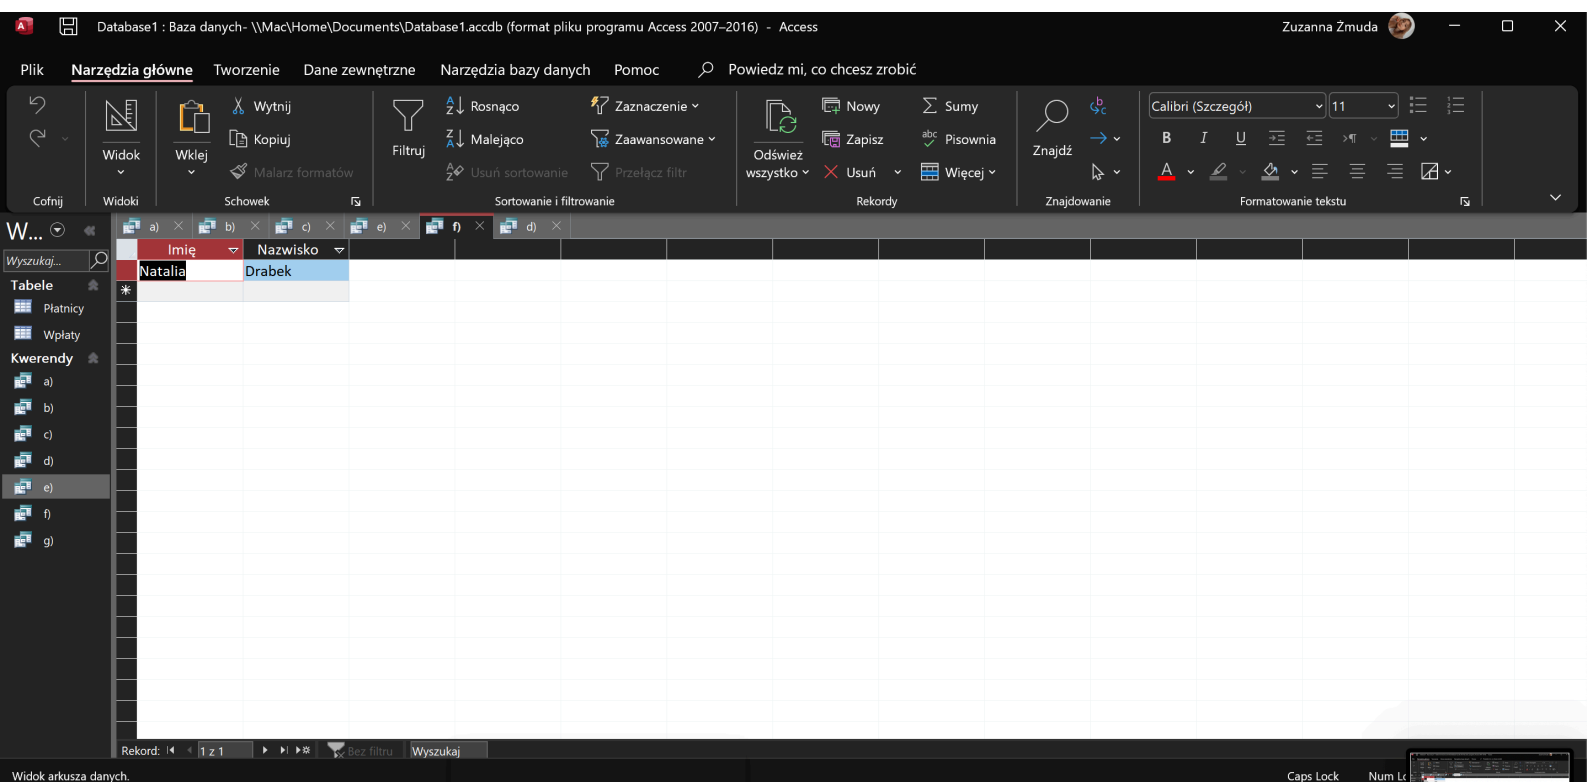 Database1 : Baza danych- \\Mac\Home\Documents\Database1.accdb (format pliku programu Access 2007–2016) - Access
Zuzanna Żmuda
Plik Narzędzia główne Tworzenie Dane zewnętrzne Narzędzia bazy danych Pomoc Powiedz mi, co chcesz zrobić
Wytnij Rosnąco Zaznaczenie Nowy Sumy Calibri (Szczegół) 11
Kopiuj Malejąco Zaawansowane Zapisz Pisownia B I U
Widok Wklej Filtruj Odśwież Znajdź
Malarz formatów Usuń sortowanie Przełącz filtr wszystko Usuń Więcej A
Cofnij Widoki Schowek Sortowanie i filtrowanie Rekordy Znajdowanie Formatowanie tekstu
W... a) b) c) e) f) d)
Imię Nazwisko
Wyszukaj...
Natalia Drabek
Tabele
Płatnicy
Wpłaty
Kwerendy
a)
b)
c)
d)
e)
f)
g)
Rekord: 1 z 1 Bez filtru Wyszukaj
Widok arkusza danych. Caps Lock Num Lo